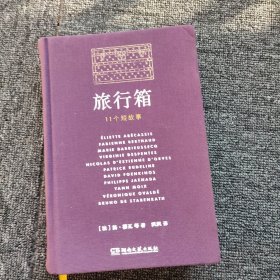 旅行箱
11个短故事
ÉLIETTE ABÉCASSIS
FABIENNE BERTHAUD
MARIE DARRIEUSSECQ
VIRGINIE DESPENTES
NICOLAS D'ESTIENNE D'ORVES
PATRICK EUDELINE
DAVID FOENKINOS
PHILIPPE JAENADA
YANN MOIX
VÉRONIQUE OVALDÉ
BRUNO DE STABENRATH
湖南文艺出版社